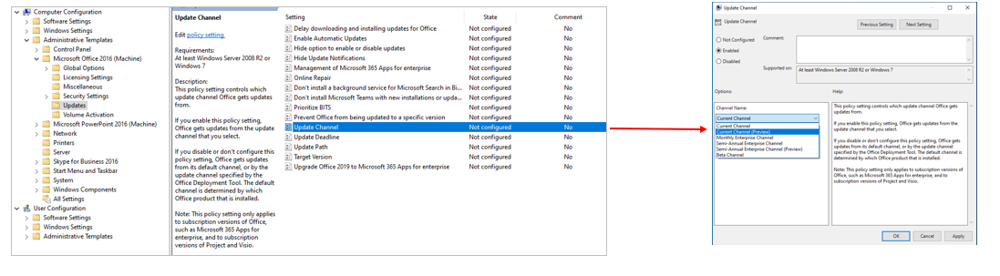 Computer Configuration
Software Settings
Windows Settings
Administrative Templates
Control Panel
Microsoft Office 2016 (Machine)
Global Options
Licensing Settings
Miscellaneous
Security Settings
Updates
Volume Activation
Microsoft PowerPoint 2016 (Machine)
Network
Printers
Server
Skype for Business 2016
Start Menu and Taskbar
System
Windows Components
All Settings
User Configuration
Software Settings
Windows Settings
Administrative Templates
Update Channel
Edit policy setting.
Requirements:
At least Windows Server 2008 R2 or
Windows 7
Description:
This policy setting controls which
update channel Office gets updates
from.
If you enable this policy setting,
Office gets updates from the update
channel that you select.
If you disable or don't configure this
policy setting, Office gets updates
from its default channel, or by the
update channel specified by the
Office Deployment Tool. The default
channel is determined by which
Office product that is installed.
Note: This policy setting only applies
to subscription versions of Office,
such as Microsoft 365 Apps for
enterprise, and to subscription
versions of Project and Visio.
Setting State Comment
Delay downloading and installing updates for Office Not configured No
Enable Automatic Updates Not configured No
Hide option to enable or disable updates Not configured No
Hide Update Notifications Not configured No
Management of Microsoft 365 Apps for enterprise Not configured No
Online Repair Not configured No
Don't install a background service for Microsoft Search in Bi... Not configured No
Don't install Microsoft Teams with new installations or upda... Not configured No
Prioritize BITS Not configured No
Prevent Office from being updated to a specific version Not configured No
Update Channel Not configured No
Update Deadline Not configured No
Update Path Not configured No
Target Version Not configured No
Upgrade Office 2019 to Microsoft 365 Apps for enterprise Not configured No
Update Channel
Update Channel
Previous Setting Next Setting
Not Configured Comment:
Enabled
Disabled
Supported on: At least Windows Server 2008 R2 or Windows 7
Options: Help:
Channel Name:
Current Channel
Current Channel
Current Channel (Preview)
Monthly Enterprise Channel
Semi-Annual Enterprise Channel
Semi-Annual Enterprise Channel (Preview)
Beta Channel
This policy setting controls which update channel Office gets
updates from.
If you enable this policy setting, Office gets updates from the
update channel that you select.
If you disable or don't configure this policy setting, Office gets
updates from its default channel, or by the update channel
specified by the Office Deployment Tool. The default channel is
determined by which Office product that is installed.
Note: This policy setting only applies to subscription versions of
Office, such as Microsoft 365 Apps for enterprise, and to
subscription versions of Project and Visio.
OK Cancel Apply